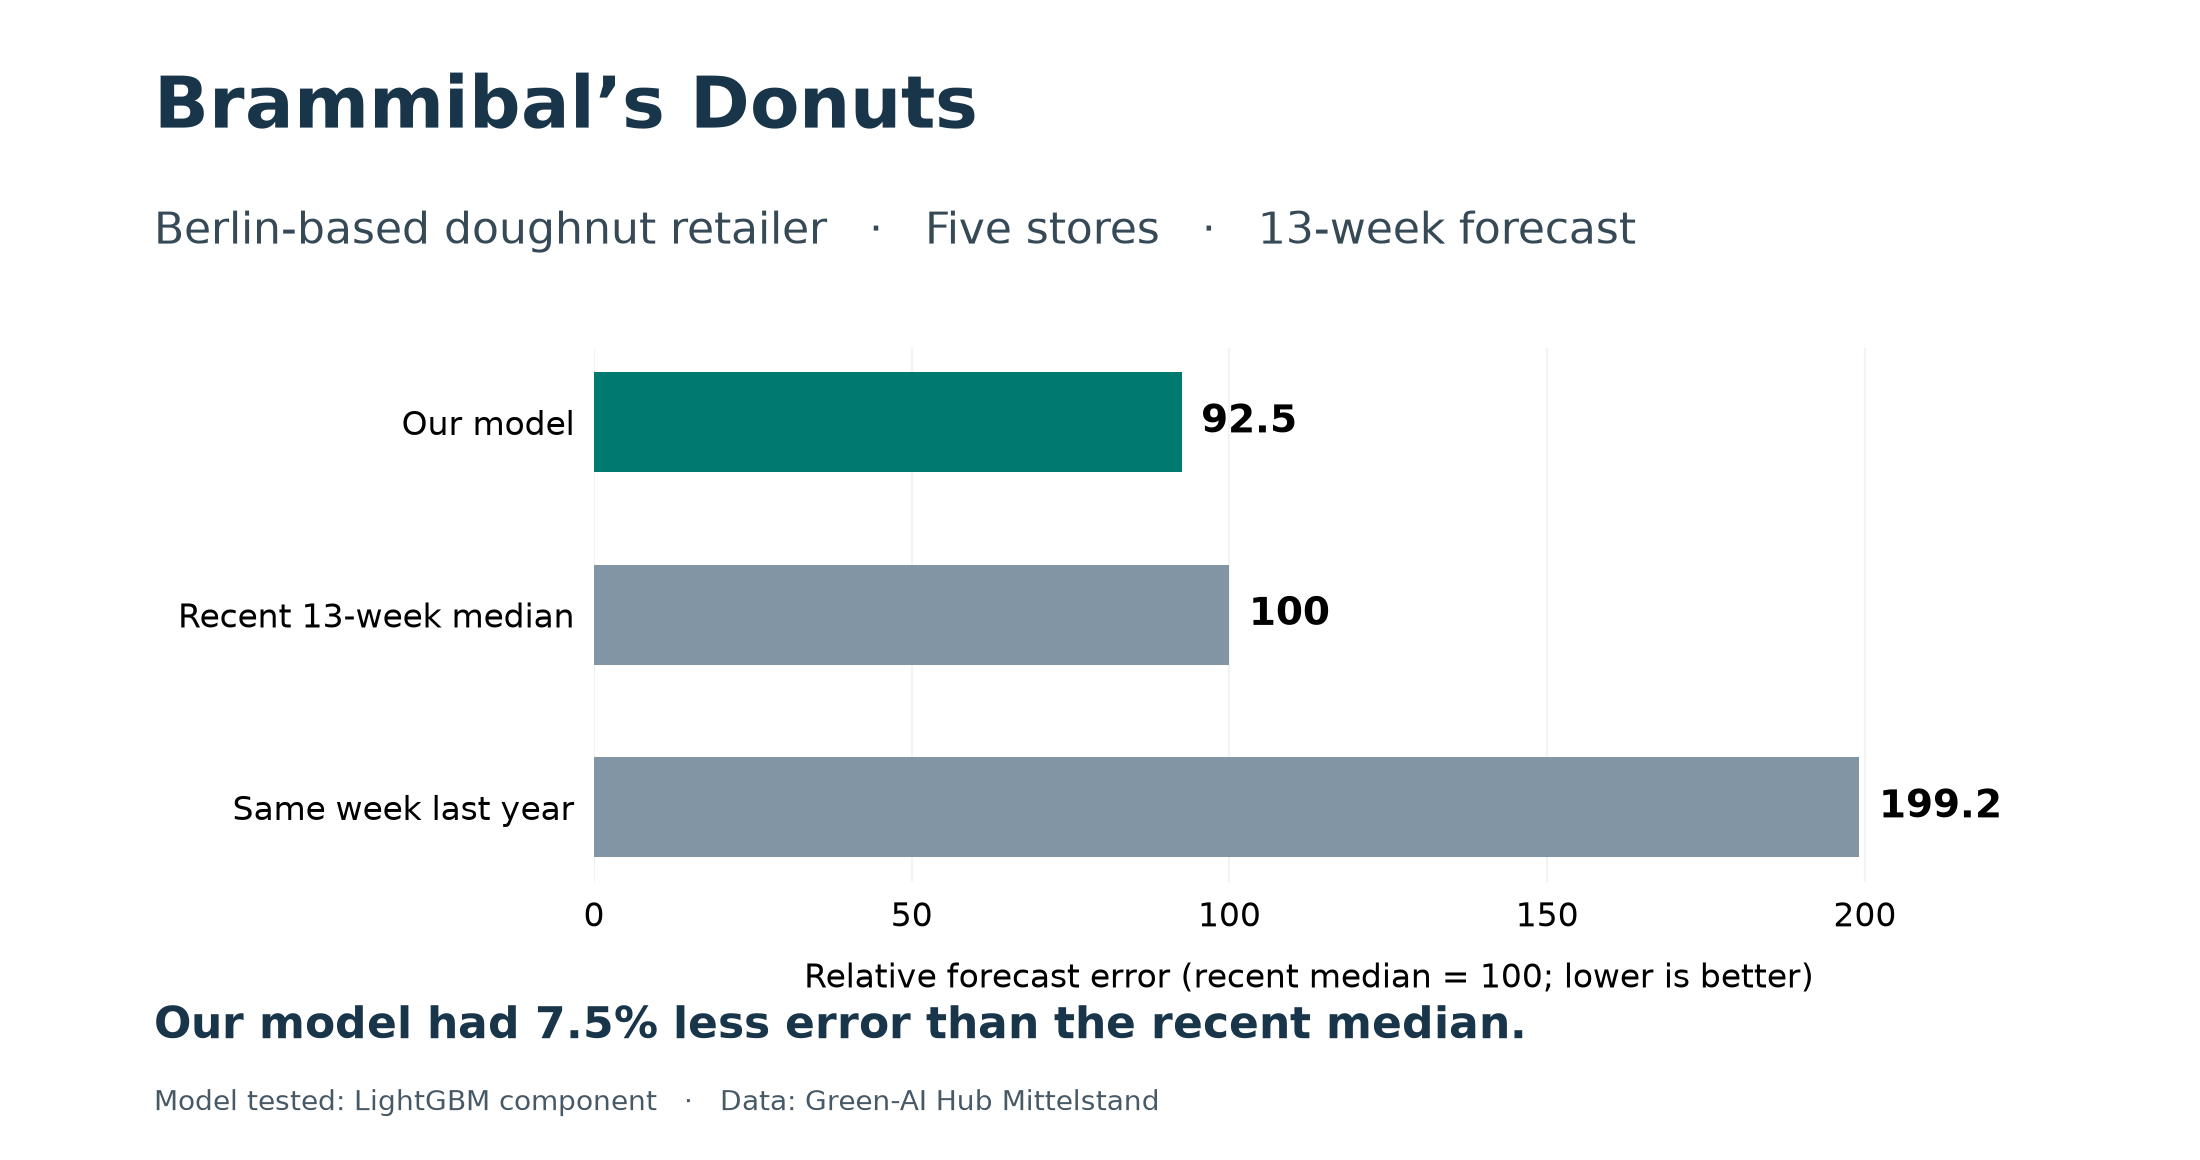 Brammibal’s Donuts
Berlin-based doughnut retailer · Five stores · 13-week forecast
Our model 92.5
Recent 13-week median 100
Same week last year 199.2
0 50 100 150 200
Relative forecast error (recent median = 100; lower is better)
Our model had 7.5% less error than the recent median.
Model tested: LightGBM component · Data: Green-AI Hub Mittelstand